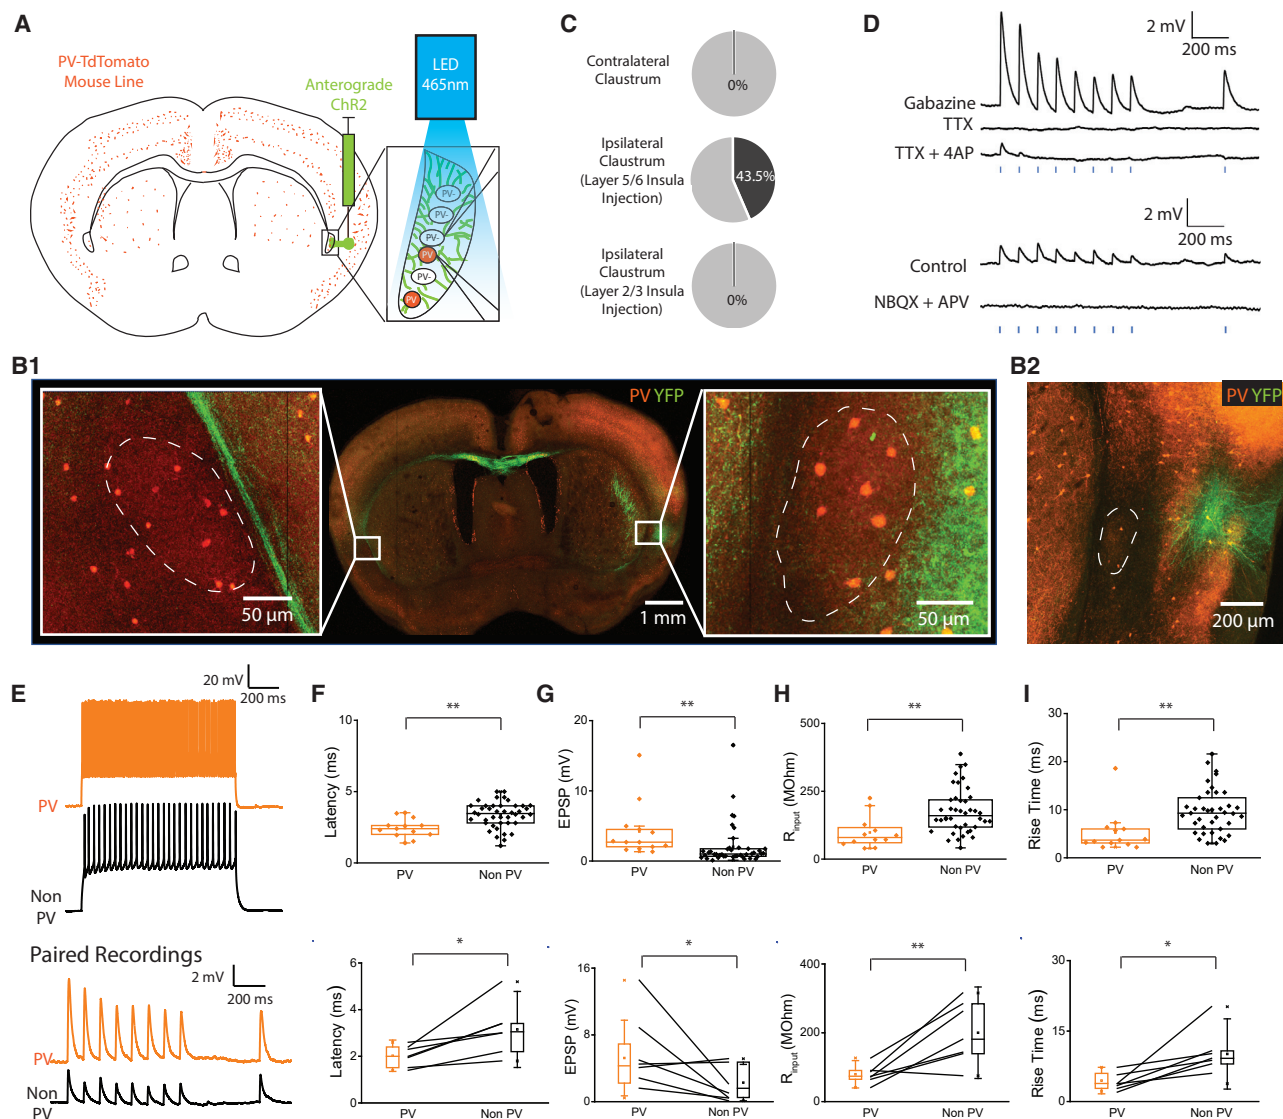 A
PV-TdTomato
Mouse Line
Anterograde
ChR2
LED
465nm
PV-
PV-
PV-
PV
PV-
PV
C
Contralateral
Claustrum
0%
Ipsilateral
Claustrum
(Layer 5/6 Insula
Injection)
43.5%
Ipsilateral
Claustrum
(Layer 2/3 Insula
Injection)
0%
D
2 mV
200 ms
Gabazine
TTX
TTX + 4AP
2 mV
200 ms
Control
NBQX + APV
B1
PV YFP
50 µm
1 mm
50 µm
B2
PV YFP
200 µm
E
20 mV
200 ms
PV
Non
PV
Paired Recordings
2 mV
200 ms
PV
Non
PV
F
**
Latency (ms)
10
5
0
PV Non PV
*
Latency (ms)
6
4
2
0
PV Non PV
G
**
EPSP (mV)
20
10
0
PV Non PV
*
EPSP (mV)
16
8
0
PV Non PV
H
**
Rinput (MOhm)
500
250
0
PV Non PV
**
Rinput (MOhm)
400
200
0
PV Non PV
I
**
Rise Time (ms)
30
20
10
0
PV Non PV
*
Rise Time (ms)
30
15
0
PV Non PV